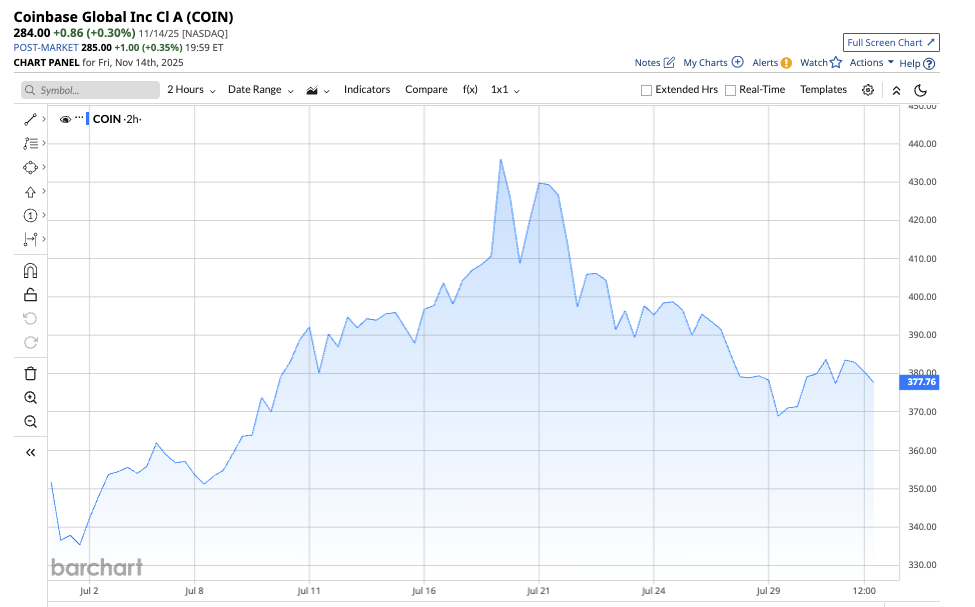 Coinbase Global Inc Cl A (COIN)
284.00 +0.86 (+0.30%) 11/14/25 [NASDAQ]
POST-MARKET 285.00 +1.00 (+0.35%) 19:59 ET
Full Screen Chart
CHART PANEL for Fri, Nov 14th, 2025
Notes My Charts Alerts Watch Actions Help
Symbol... 2 Hours Date Range Indicators Compare f(x) 1x1 Extended Hrs Real-Time Templates
COIN ·2h·
1
450.00
440.00
430.00
420.00
410.00
400.00
390.00
380.00
377.76
370.00
360.00
350.00
340.00
330.00
barchart
Jul 2 Jul 8 Jul 11 Jul 16 Jul 21 Jul 24 Jul 29 12:00